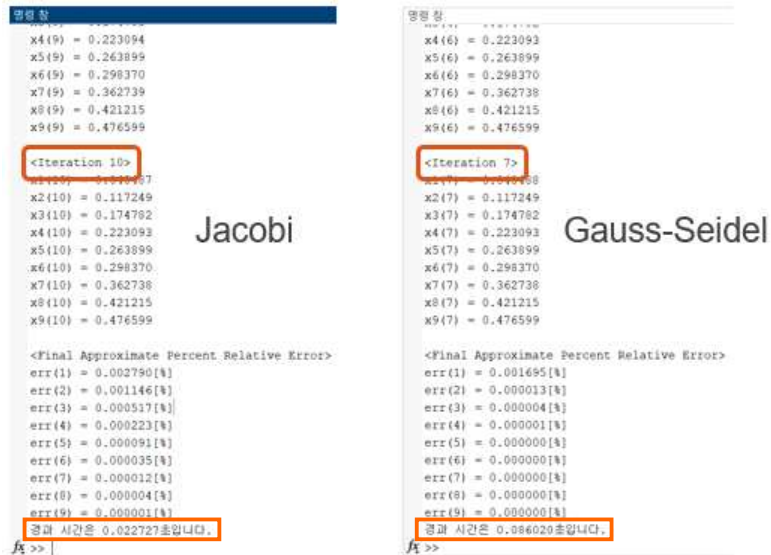 명령 창
x4(9) = 0.223094
x5(9) = 0.263899
x6(9) = 0.298370
x7(9) = 0.362739
x8(9) = 0.421215
x9(9) = 0.476599
<Iteration 10>
x2(10) = 0.117249
x3(10) = 0.174782
x4(10) = 0.223093
x5(10) = 0.263899
x6(10) = 0.298370
x7(10) = 0.362738
x8(10) = 0.421215
x9(10) = 0.476599
Jacobi
<Final Approximate Percent Relative Error>
err(1) = 0.002790[%]
err(2) = 0.001146[%]
err(3) = 0.000517[%]
err(4) = 0.000223[%]
err(5) = 0.000091[%]
err(6) = 0.000035[%]
err(7) = 0.000012[%]
err(8) = 0.000004[%]
err(9) = 0.000001[%]
경과 시간은 0.022727초입니다.
fx >>
명령 창
x4(6) = 0.223093
x5(6) = 0.263899
x6(6) = 0.298370
x7(6) = 0.362738
x8(6) = 0.421215
x9(6) = 0.476599
<Iteration 7>
x2(7) = 0.117249
x3(7) = 0.174782
x4(7) = 0.223093
x5(7) = 0.263899
x6(7) = 0.298370
x7(7) = 0.362738
x8(7) = 0.421215
x9(7) = 0.476599
Gauss-Seidel
<Final Approximate Percent Relative Error>
err(1) = 0.001695[%]
err(2) = 0.000013[%]
err(3) = 0.000004[%]
err(4) = 0.000001[%]
err(5) = 0.000000[%]
err(6) = 0.000000[%]
err(7) = 0.000000[%]
err(8) = 0.000000[%]
err(9) = 0.000000[%]
경과 시간은 0.086020초입니다.
fx >>